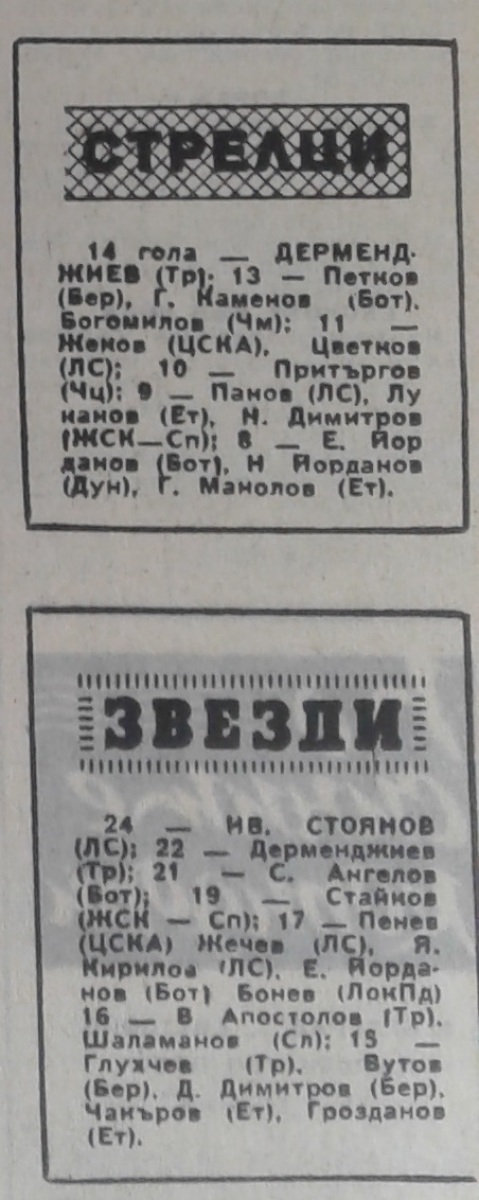 СТРЕЛЦИ
14 гола — ДЕРМЕНД-
ЖИЕВ (Тр); 13 — Петков
(Бер), Г. Каменов (Бот),
Богомилов (Чм); 11 —
Жеков (ЦСКА), Цветков
(ЛС); 10 — Притъргов
(Чц); 9 — Панов (ЛС), Лу
канов (Ет), Н. Димитров
(ЖСК—Сп); 8 — Е. Йор
данов (Бот), Н Йорданов
(Дун), Г. Манолов (Ет).
ЗВЕЗДИ
24 — ИВ. СТОЯНОВ
(ЛС); 22 — Дерменджиев
(Тр); 21 — С. Ангелов
(Бот); 19 — Стайков
(ЖСК — Сп); 17 — Пенев
(ЦСКА) Жечев (ЛС), Я.
Кирилов (ЛС), Е. Йорда-
нов (Бот) Бонев (ЛокПд)
16 — В Апостолов (Тр),
Шаламанов (Сл); 15 —
Глухчев (Тр), Вутов
(Бер), Д. Димитров (Бер),
Чакъров (Ет), Грозданов
(Ет).